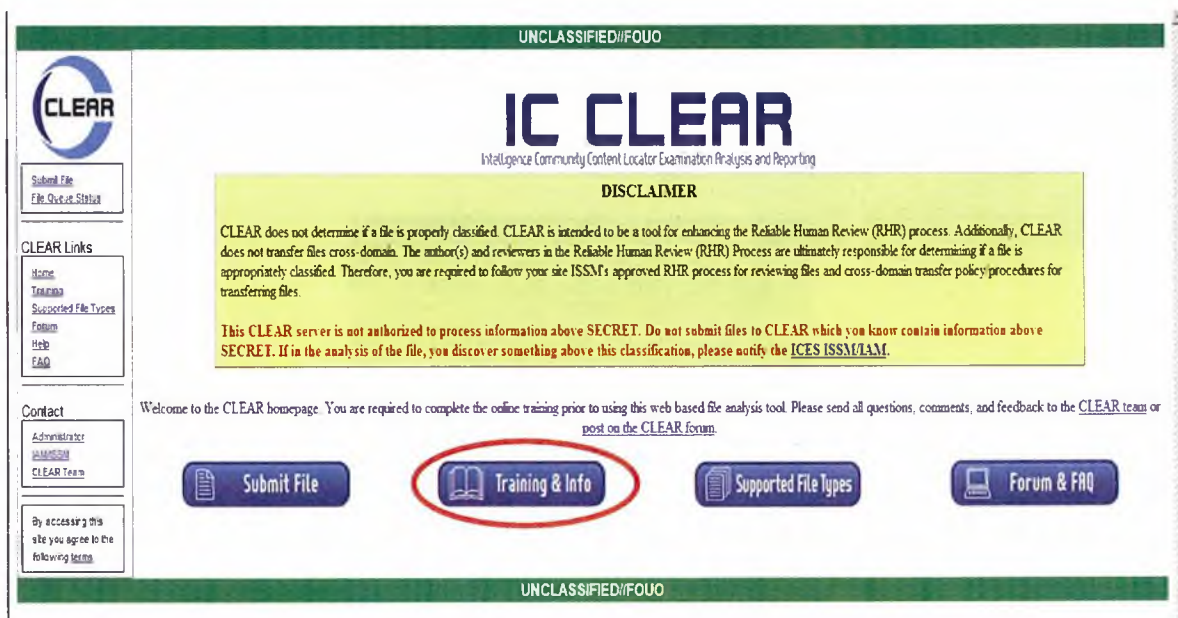 UNCLASSIFIED//FOUO
CLEAR
IC CLEAR
Intelligence Community Content Locator Examination Analysis and Reporting
Submit File
File Queue Status
DISCLAIMER
CLEAR does not determine if a file is properly classified. CLEAR is intended to be a tool for enhancing the Reliable Human Review (RHR) process. Additionally, CLEAR
does not transfer files cross-domain. The author(s) and reviewers in the Reliable Human Review (RHR) Process are ultimately responsible for determining if a file is
appropriately classified. Therefore, you are required to follow your site ISSM's approved RHR process for reviewing files and cross-domain transfer policy/procedures for
transferring files.
This CLEAR server is not authorized to process information above SECRET. Do not submit files to CLEAR which you know contain information above
SECRET. If in the analysis of the file, you discover something above this classification, please notify the ICES ISSM/IAM.
CLEAR Links
Home
Training
Supported File Types
Forum
Help
FAQ
Welcome to the CLEAR homepage. You are required to complete the online training prior to using this web based file analysis tool. Please send all questions, comments, and feedback to the CLEAR team or
post on the CLEAR forum.
Contact
Administrator
IAM/ISSM
CLEAR Team
Submit File
Training & Info
Supported File Types
Forum & FAQ
By accessing this
site you agree to the
following terms
UNCLASSIFIED//FOUO